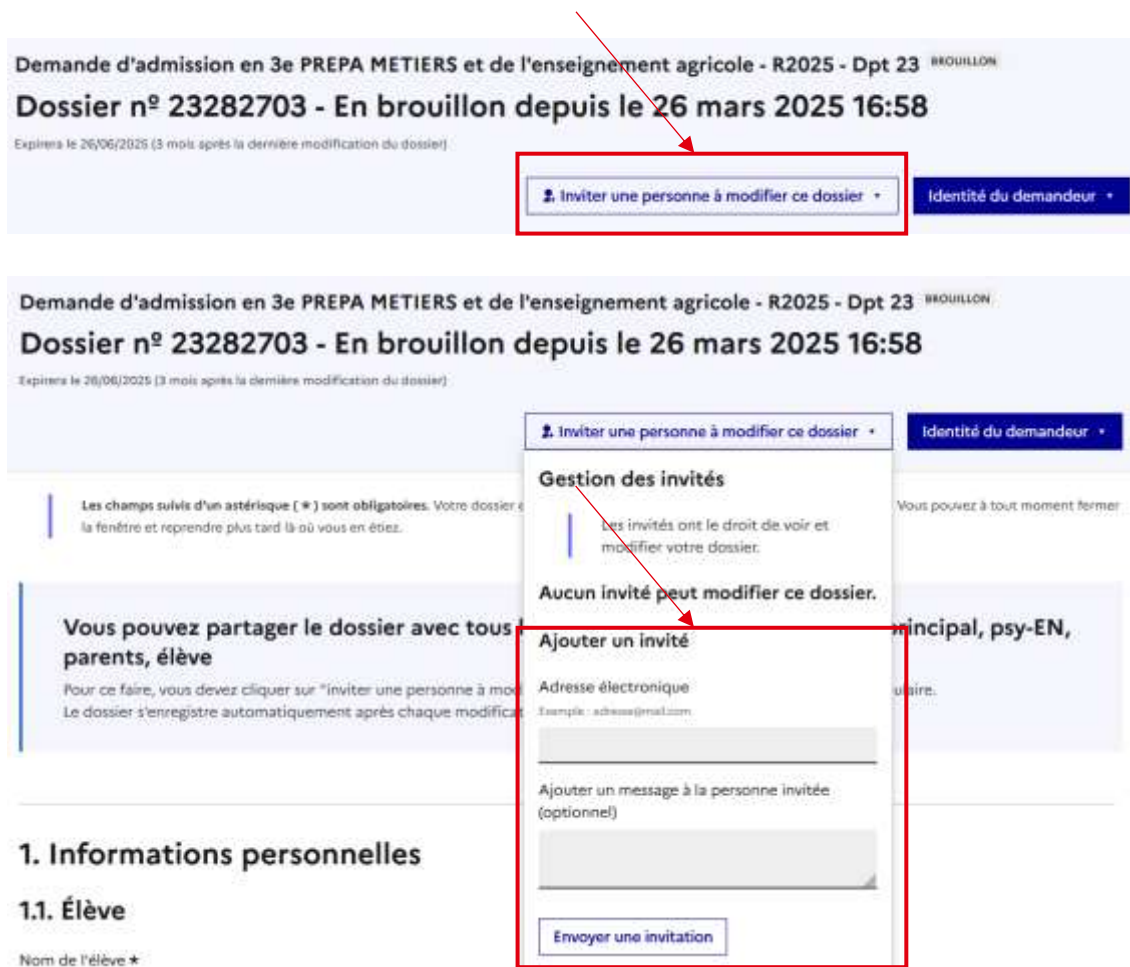 Demande d'admission en 3e PREPA METIERS et de l'enseignement agricole - R2025 - Dpt 23 BROUILLON
Dossier nº 23282703 - En brouillon depuis le 26 mars 2025 16:58
Expirera le 26/06/2025 (3 mois après la dernière modification du dossier)
Inviter une personne à modifier ce dossier
Identité du demandeur
Demande d'admission en 3e PREPA METIERS et de l'enseignement agricole - R2025 - Dpt 23 BROUILLON
Dossier nº 23282703 - En brouillon depuis le 26 mars 2025 16:58
Expirera le 26/06/2025 (3 mois après la dernière modification du dossier)
Inviter une personne à modifier ce dossier
Identité du demandeur
Gestion des invités
Les champs suivis d'un astérisque ( * ) sont obligatoires. Votre dossier Vous pouvez à tout moment fermer
la fenêtre et reprendre plus tard là où vous en étiez.
Les invités ont le droit de voir et
modifier votre dossier.
Aucun invité peut modifier ce dossier.
Vous pouvez partager le dossier avec tous principal, psy-EN,
parents, élève
Pour ce faire, vous devez cliquer sur "inviter une personne à mod ulaire.
Le dossier s'enregistre automatiquement après chaque modificat
Ajouter un invité
Adresse électronique
Exemple : adresse@mail.com
Ajouter un message à la personne invitée
(optionnel)
Envoyer une invitation
1. Informations personnelles
1.1. Élève
Nom de l'élève *